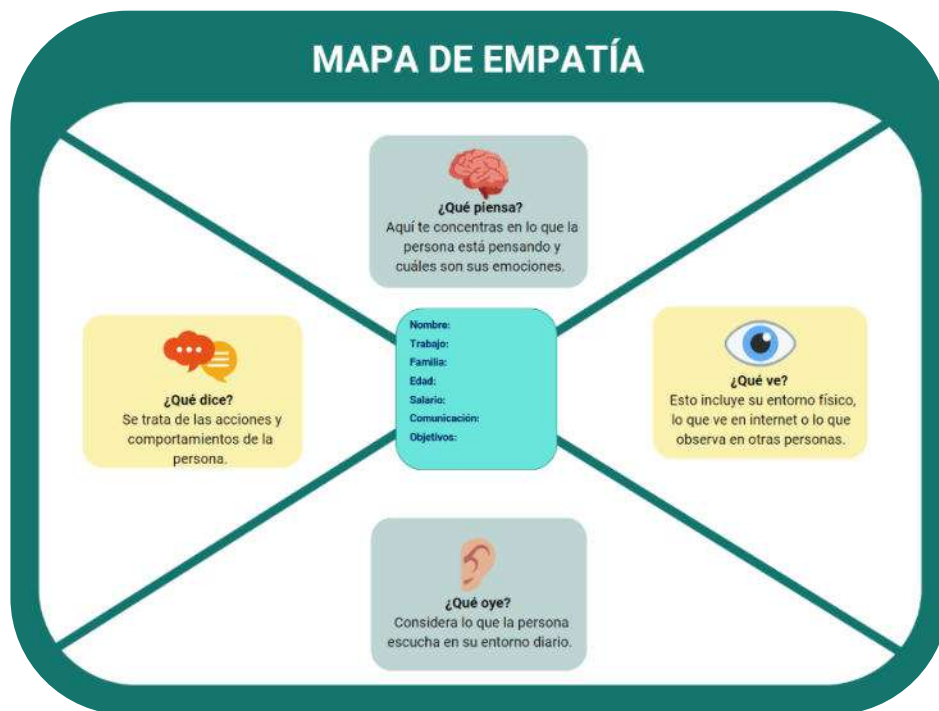 MAPA DE EMPATÍA
¿Qué piensa?
Aquí te concentras en lo que la
persona está pensando y
cuáles son sus emociones.
¿Qué dice?
Se trata de las acciones y
comportamientos de la
persona.
Nombre:
Trabajo:
Familia:
Edad:
Salario:
Comunicación:
Objetivos:
¿Qué ve?
Esto incluye su entorno físico,
lo que ve en internet o lo que
observa en otras personas.
¿Qué oye?
Considera lo que la persona
escucha en su entorno diario.